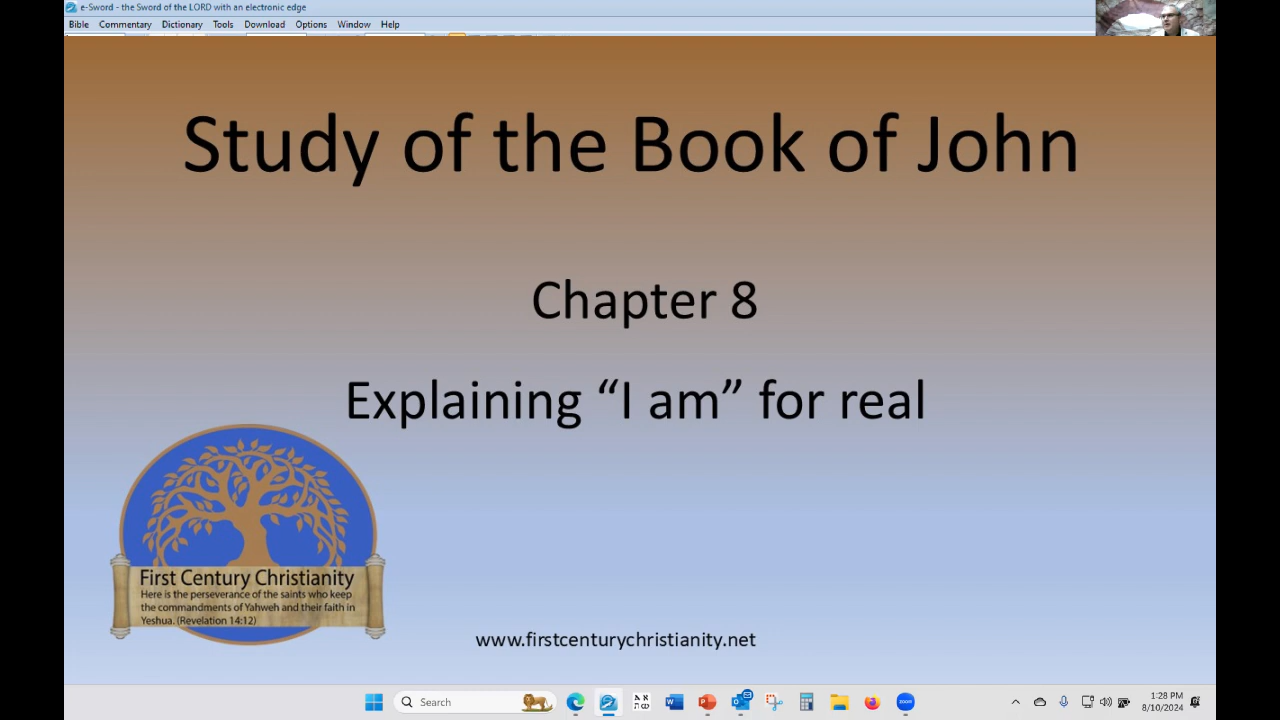 e-Sword - the Sword of the LORD with an electronic edge
Bible Commentary Dictionary Tools Download Options Window Help
Study of the Book of John
Chapter 8
Explaining “I am” for real
First Century Christianity
Here is the perseverance of the saints who keep
the commandments of Yahweh and their faith in
Yeshua. (Revelation 14:12)
www.firstcenturychristianity.net
Search
zoom
1:28 PM
8/10/2024